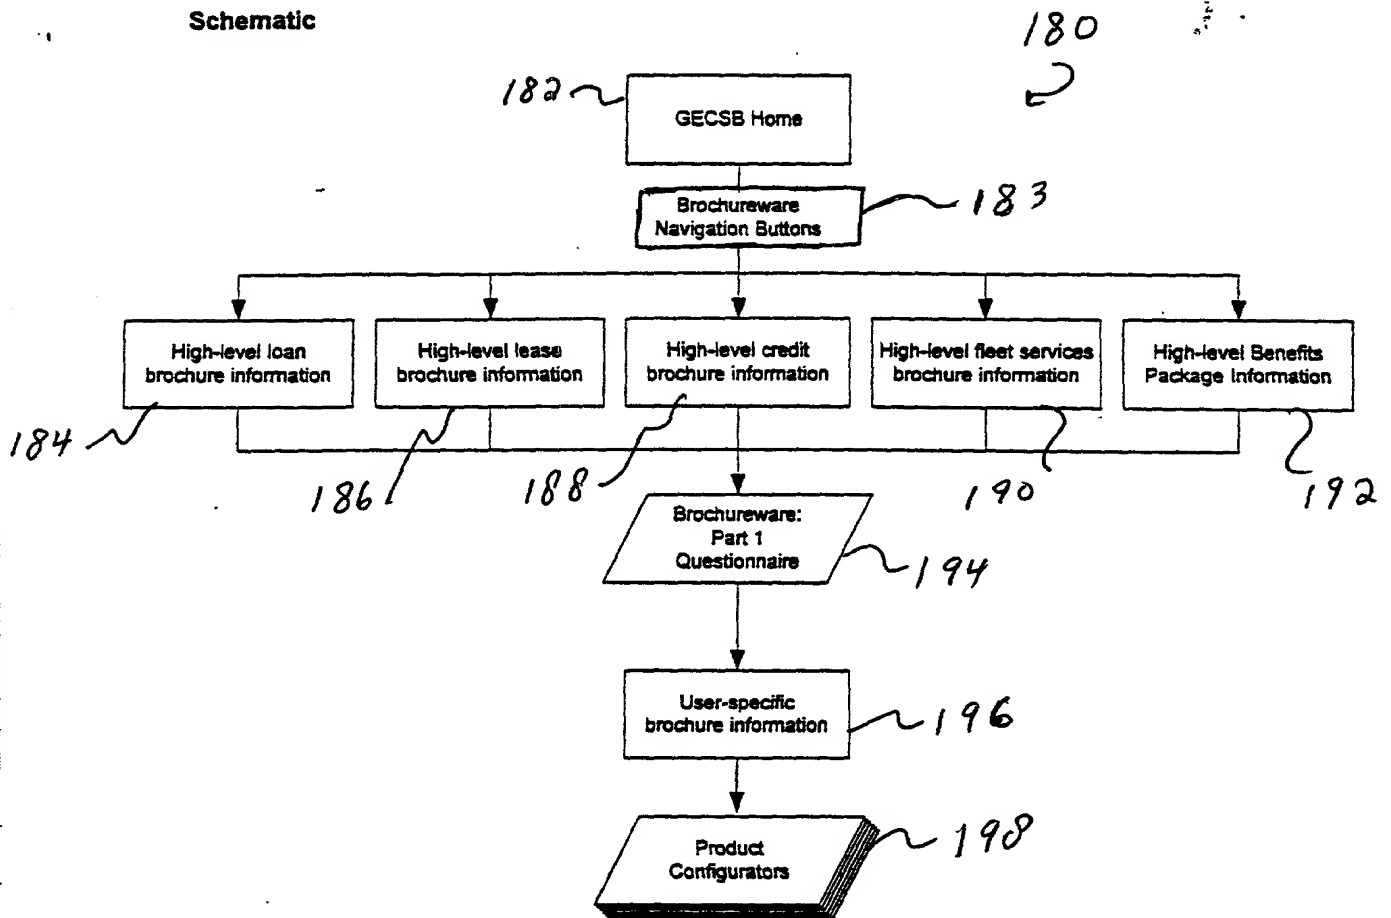 Schematic
180
182
GECSB Home
Brochureware
Navigation Buttons
183
High-level loan
brochure information
High-level lease
brochure information
High-level credit
brochure information
High-level fleet services
brochure information
High-level Benefits
Package Information
184
186
188
190
192
Brochureware:
Part 1
Questionnaire
194
User-specific
brochure information
196
Product
Configurators
198